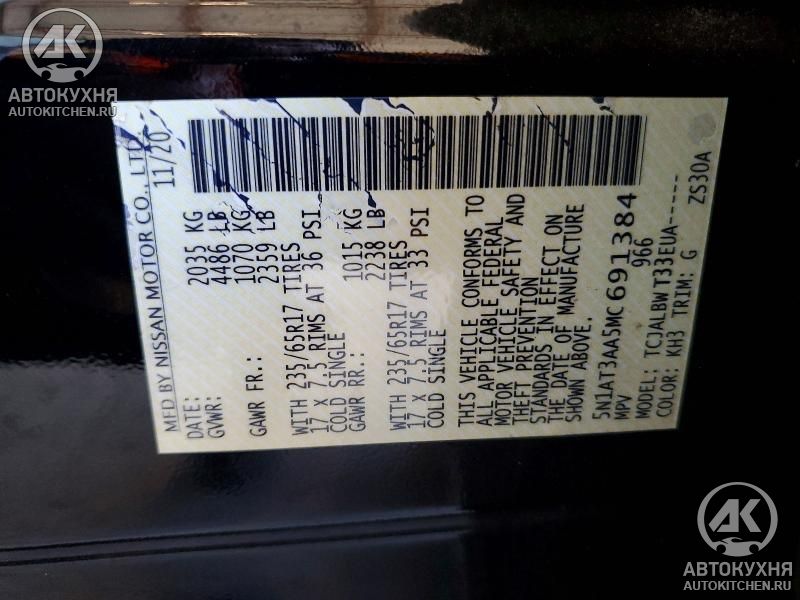 AK
АВТОКУХНЯ
AUTOKITCHEN.RU
MFD BY NISSAN MOTOR CO., LTD.
DATE: 11/20
GVWR: 2035 KG
4486 LB
GAWR FR.: 1070 KG
2359 LB
WITH 235/65R17 TIRES
17 X 7.5 RIMS AT 36 PSI
COLD SINGLE
GAWR RR.: 1015 KG
2238 LB
WITH 235/65R17 TIRES
17 X 7.5 RIMS AT 33 PSI
COLD SINGLE
THIS VEHICLE CONFORMS TO
ALL APPLICABLE FEDERAL
MOTOR VEHICLE SAFETY AND
THEFT PREVENTION
STANDARDS IN EFFECT ON
THE DATE OF MANUFACTURE
SHOWN ABOVE.
5N1AT3AA5MC691384
MPV 966
MODEL: TCJALBWT33EUA-----
COLOR: KH3 TRIM: G ZS30A
AK
АВТОКУХНЯ
AUTOKITCHEN.RU